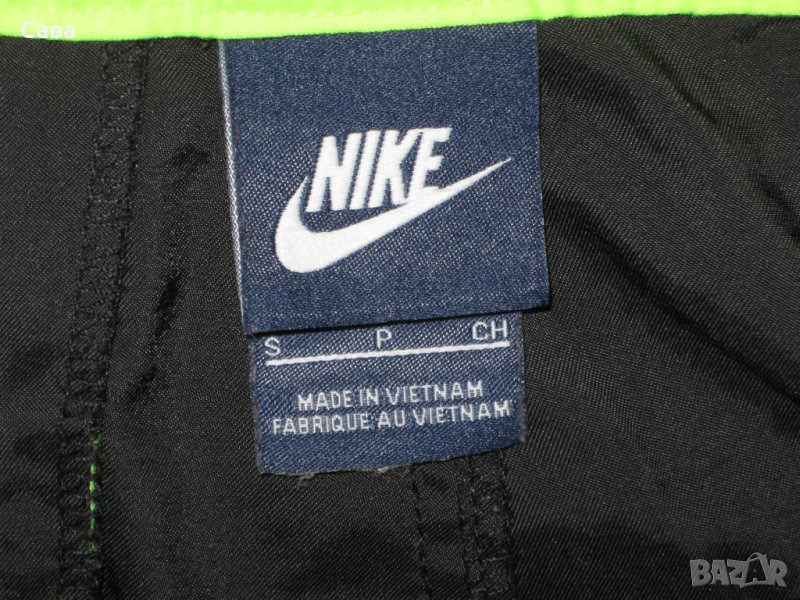 Сава
NIKE
S P CH
MADE IN VIETNAM
FABRIQUE AU VIETNAM
BAZAR